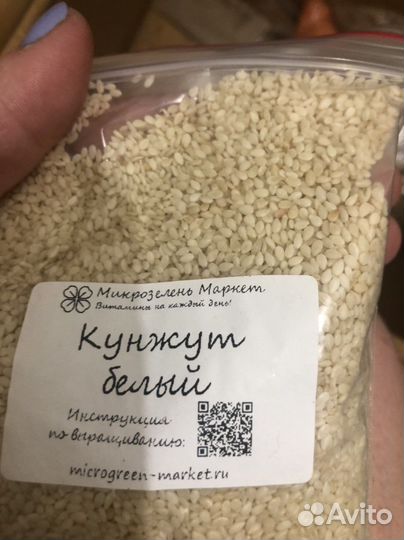 Микрозелень Маркет
Витамины на каждый день!
Кунжут
белый
Инструкция
по выращиванию:
microgreen-market.ru
Avito